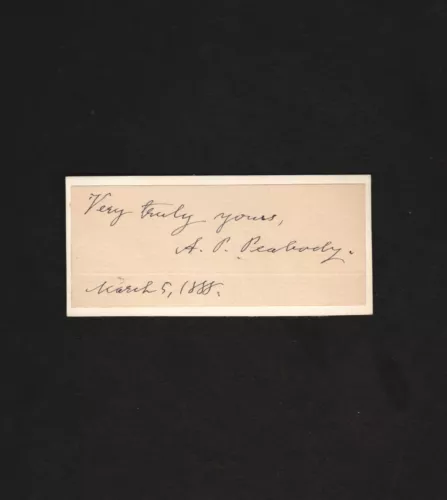 Very truly yours,
A. P. Peabody.
March 5, 1888.